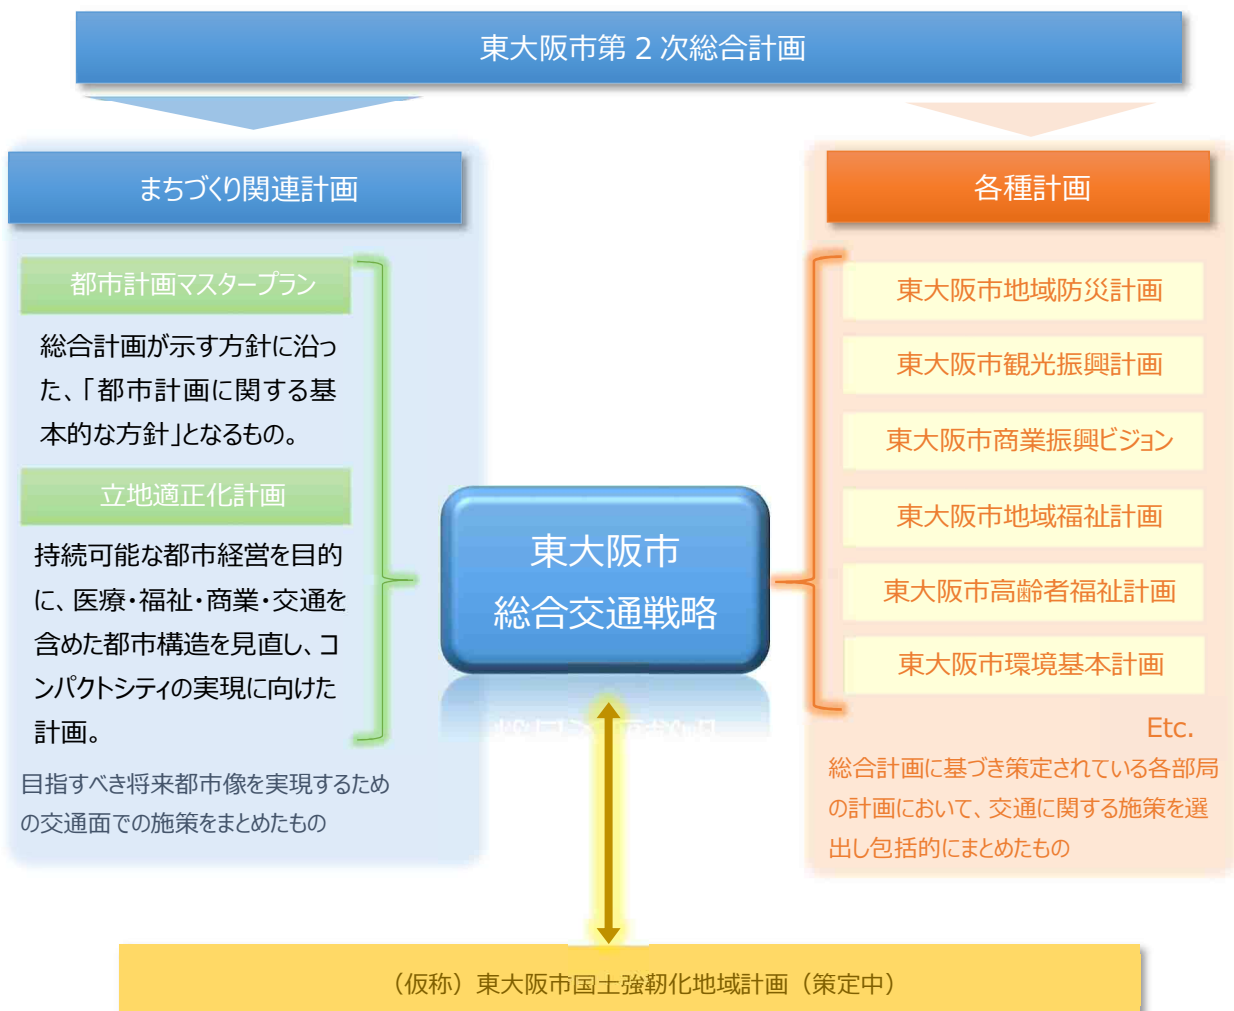 東大阪市第 2 次総合計画
まちづくり関連計画
都市計画マスタープラン
総合計画が示す方針に沿っ
た、「都市計画に関する基
本的な方針」となるもの。
立地適正化計画
持続可能な都市経営を目的
に、医療・福祉・商業・交通を
含めた都市構造を見直し、コ
ンパクトシティの実現に向けた
計画。
目指すべき将来都市像を実現するため
の交通面での施策をまとめたもの
東大阪市
総合交通戦略
各種計画
東大阪市地域防災計画
東大阪市観光振興計画
東大阪市商業振興ビジョン
東大阪市地域福祉計画
東大阪市高齢者福祉計画
東大阪市環境基本計画
Etc.
総合計画に基づき策定されている各部局
の計画において、交通に関する施策を選
出し包括的にまとめたもの
（仮称）東大阪市国土強靭化地域計画（策定中）